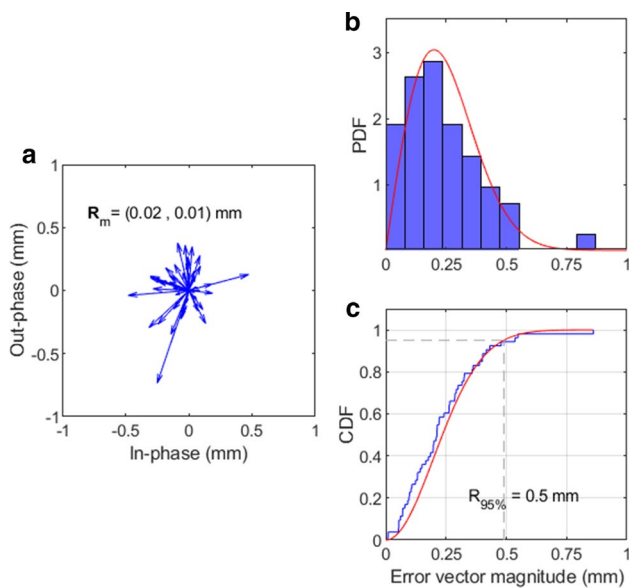 a
1
0.5
0
-0.5
-1
Out-phase (mm)
R_m = (0.02 , 0.01) mm
-1 -0.5 0 0.5 1
In-phase (mm)
b
3
2
1
PDF
0 0.25 0.5 0.75 1
c
1
0.8
0.6
0.4
0.2
0
CDF
R_95% = 0.5 mm
0 0.25 0.5 0.75 1
Error vector magnitude (mm)